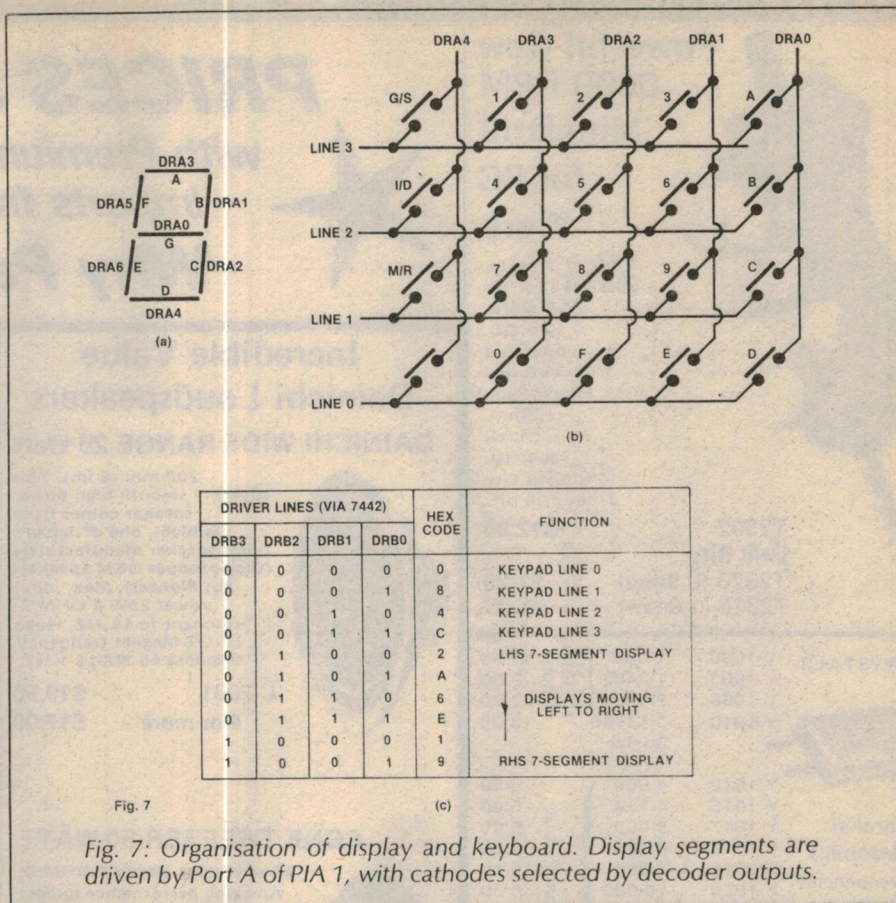 DRA4 DRA3 DRA2 DRA1 DRA0
G/S 1 2 3 A
LINE 3
I/D 4 5 6 B
LINE 2
M/R 7 8 9 C
LINE 1
0 F E D
LINE 0
(b)
DRA3
A
DRA5 F B DRA1
DRA0
G
DRA6 E C DRA2
D
DRA4
(a)
DRIVER LINES (VIA 7442) HEX CODE FUNCTION
DRB3 DRB2 DRB1 DRB0
0 0 0 0 0 KEYPAD LINE 0
0 0 0 1 8 KEYPAD LINE 1
0 0 1 0 4 KEYPAD LINE 2
0 0 1 1 C KEYPAD LINE 3
0 1 0 0 2 LHS 7-SEGMENT DISPLAY
0 1 0 1 A
0 1 1 0 6 DISPLAYS MOVING
0 1 1 1 E LEFT TO RIGHT
1 0 0 0 1
1 0 0 1 9 RHS 7-SEGMENT DISPLAY
Fig. 7 (c)
Fig. 7: Organisation of display and keyboard. Display segments are
driven by Port A of PIA 1, with cathodes selected by decoder outputs.